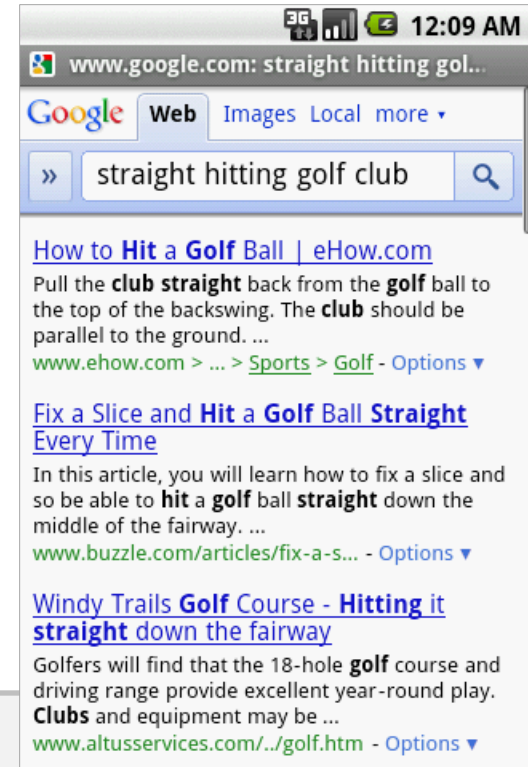 3G 12:09 AM
www.google.com: straight hitting gol...
Google Web Images Local more ▾
» straight hitting golf club
How to Hit a Golf Ball | eHow.com
Pull the club straight back from the golf ball to
the top of the backswing. The club should be
parallel to the ground. ...
www.ehow.com > ... > Sports > Golf - Options ▼
Fix a Slice and Hit a Golf Ball Straight
Every Time
In this article, you will learn how to fix a slice and
so be able to hit a golf ball straight down the
middle of the fairway. ...
www.buzzle.com/articles/fix-a-s... - Options ▼
Windy Trails Golf Course - Hitting it
straight down the fairway
Golfers will find that the 18-hole golf course and
driving range provide excellent year-round play.
Clubs and equipment may be ...
www.altusservices.com/../golf.htm - Options ▼